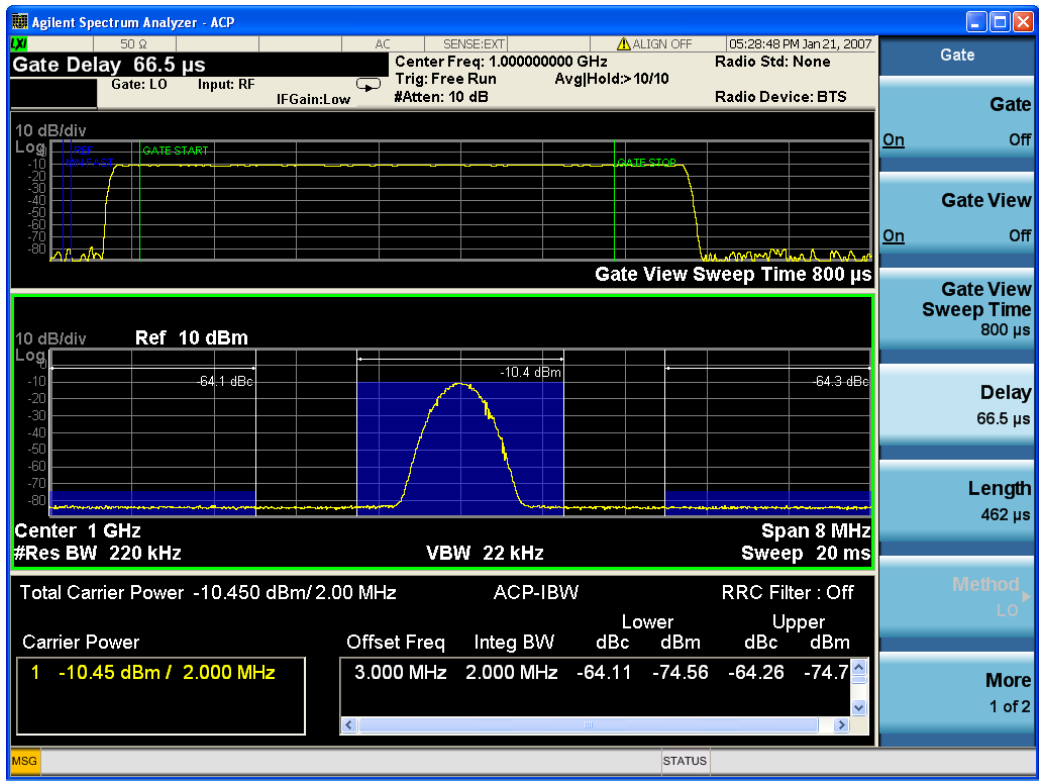 Agilent Spectrum Analyzer - ACP
LXI 50 Ω AC SENSE:EXT ALIGN OFF 05:28:48 PM Jan 21, 2007
Gate Delay 66.5 µs
Center Freq: 1.000000000 GHz Radio Std: None
Gate: LO Input: RF Trig: Free Run Avg|Hold:>10/10
IFGain:Low #Atten: 10 dB Radio Device: BTS
10 dB/div
Log
REF
MIN FAST
GATE START
GATE STOP
-10
-20
-30
-40
-50
-60
-70
-80
Gate View Sweep Time 800 µs
10 dB/div Ref 10 dBm
Log
0
-64.1 dBc -10.4 dBm -64.3 dBc
-10
-20
-30
-40
-50
-60
-70
-80
Center 1 GHz Span 8 MHz
#Res BW 220 kHz VBW 22 kHz Sweep 20 ms
Total Carrier Power -10.450 dBm/ 2.00 MHz ACP-IBW RRC Filter : Off
Lower Upper
Carrier Power Offset Freq Integ BW dBc dBm dBc dBm
1 -10.45 dBm / 2.000 MHz 3.000 MHz 2.000 MHz -64.11 -74.56 -64.26 -74.7
MSG STATUS
Gate
Gate
On Off
Gate View
On Off
Gate View
Sweep Time
800 µs
Delay
66.5 µs
Length
462 µs
Method
LO
More
1 of 2